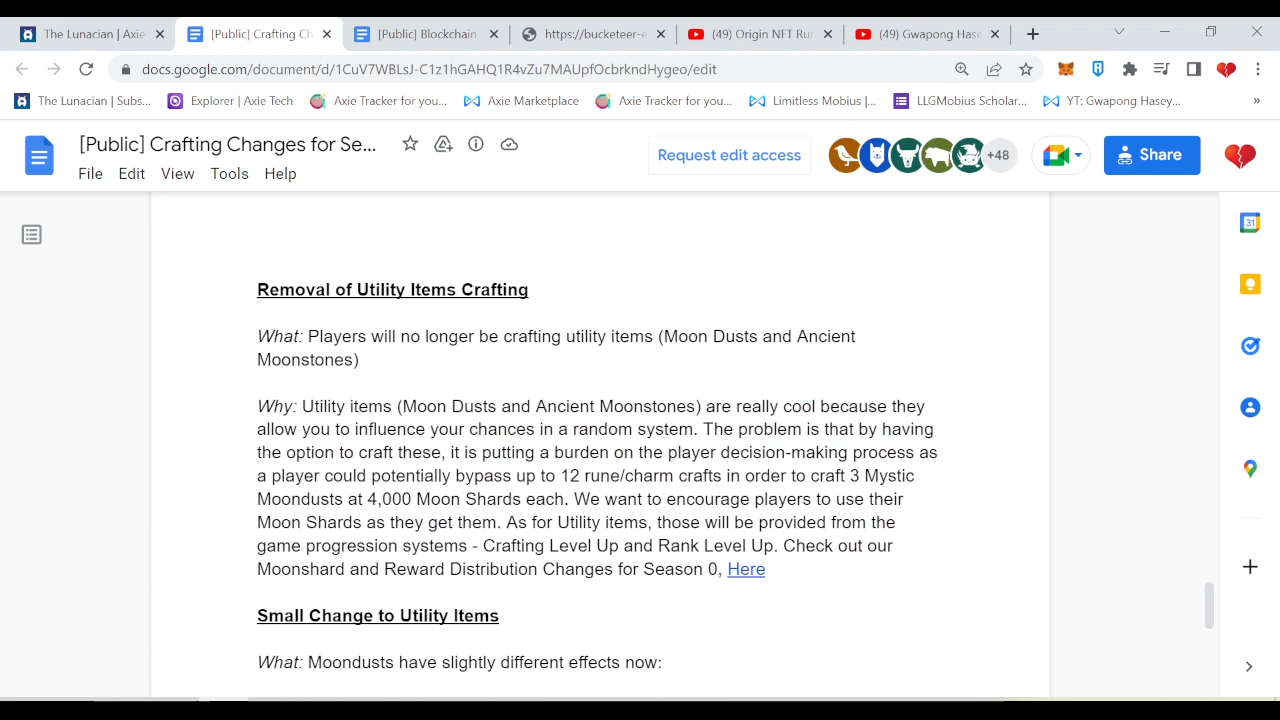 The Lunacian | Axie
[Public] Crafting Ch
[Public] Blockchain
https://bucketeer-e
(49) Origin NFT Run
(49) Gwapong Hase
docs.google.com/document/d/1CuV7WBLsJ-C1z1hGAHQ1R4vZu7MAUpfOcbrkndHygeo/edit
The Lunacian | Subs...
Explorer | Axie Tech
Axie Tracker for you...
Axie Marketplace
Axie Tracker for you...
Limitless Mobius |...
LLGMobius Scholar...
YT: Gwapong Hasey...
[Public] Crafting Changes for Se...
File Edit View Tools Help
Request edit access
+48
Share
31
Removal of Utility Items Crafting
What: Players will no longer be crafting utility items (Moon Dusts and Ancient
Moonstones)
Why: Utility items (Moon Dusts and Ancient Moonstones) are really cool because they
allow you to influence your chances in a random system. The problem is that by having
the option to craft these, it is putting a burden on the player decision-making process as
a player could potentially bypass up to 12 rune/charm crafts in order to craft 3 Mystic
Moondusts at 4,000 Moon Shards each. We want to encourage players to use their
Moon Shards as they get them. As for Utility items, those will be provided from the
game progression systems - Crafting Level Up and Rank Level Up. Check out our
Moonshard and Reward Distribution Changes for Season 0, Here
Small Change to Utility Items
What: Moondusts have slightly different effects now: